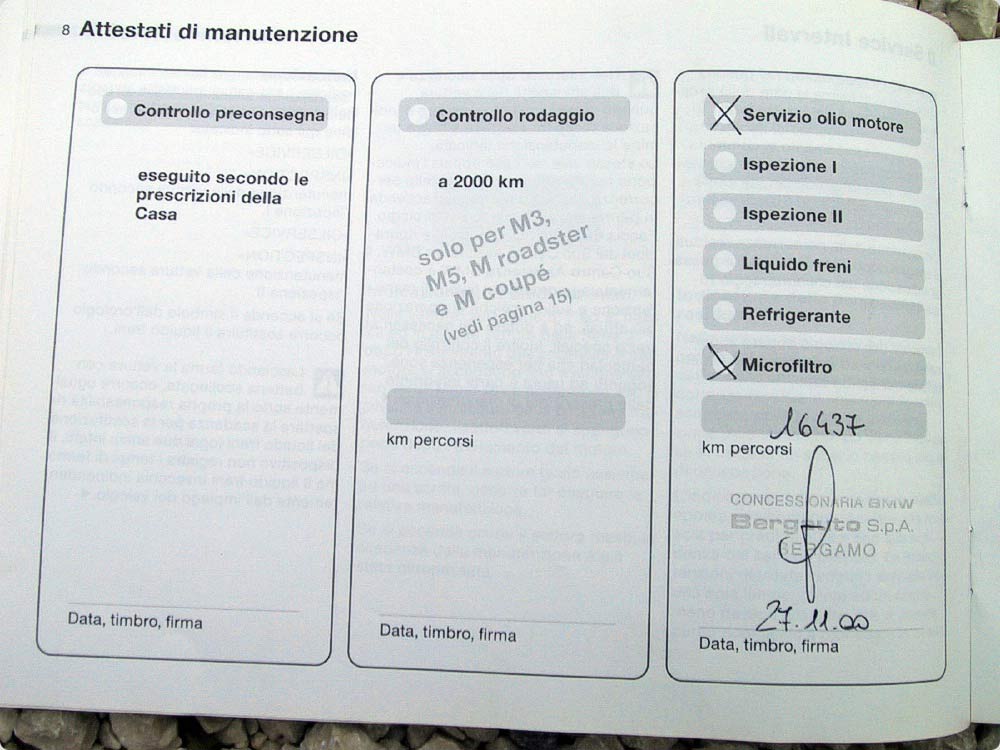 8 Attestati di manutenzione
Controllo preconsegna
eseguito secondo le
prescrizioni della
Casa
Data, timbro, firma
Controllo rodaggio
a 2000 km
solo per M3,
M5, M roadster
e M coupé
(vedi pagina 15)
km percorsi
Data, timbro, firma
Servizio olio motore
Ispezione I
Ispezione II
Liquido freni
Refrigerante
Microfiltro
16437
km percorsi
CONCESSIONARIA BMW
Bergauto S.p.A.
BERGAMO
27.11.00
Data, timbro, firma